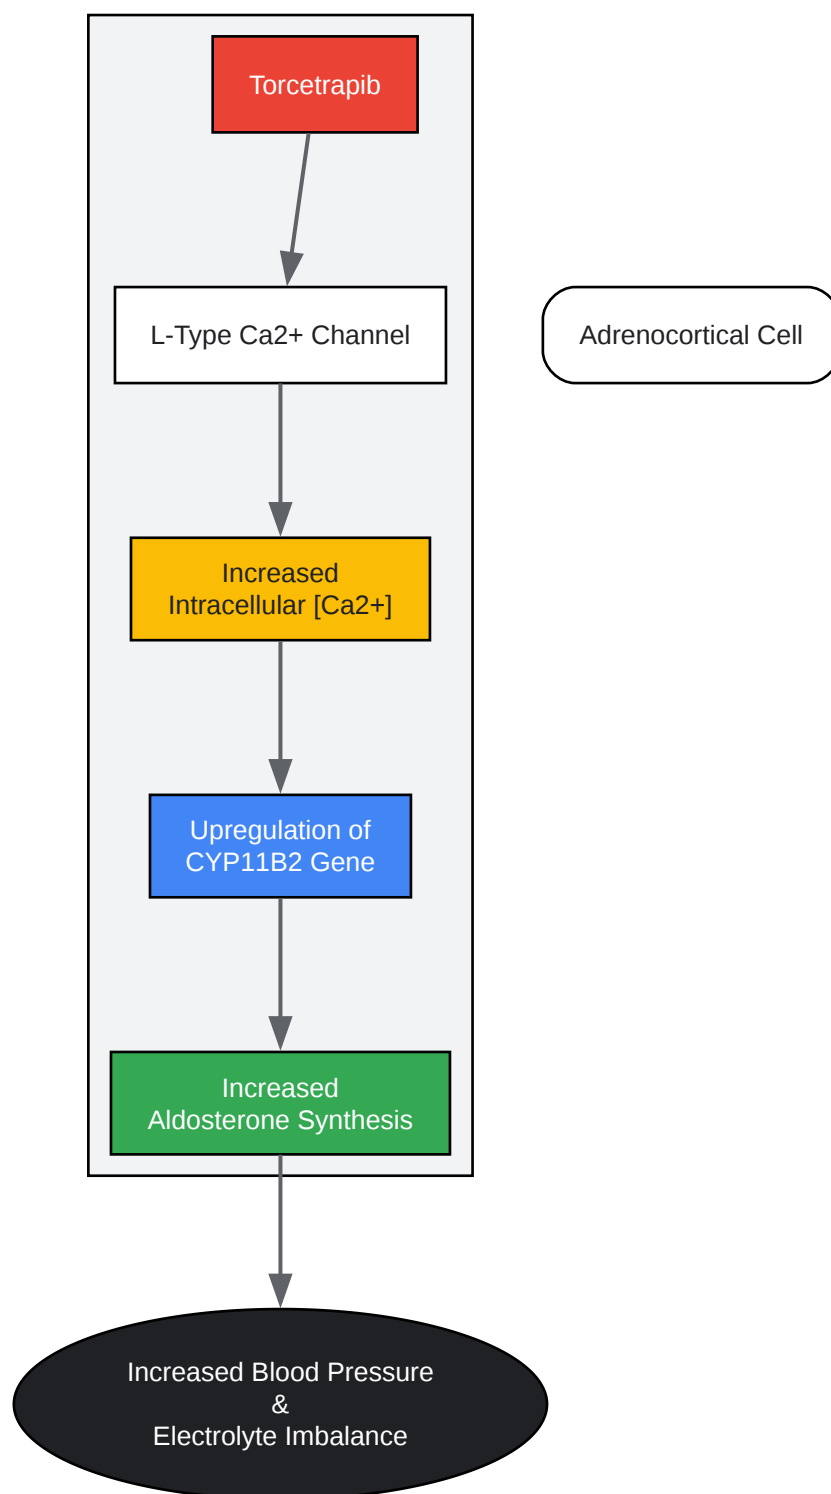 Torcetrapib
L-Type Ca2+ Channel
Adrenocortical Cell
Increased
Intracellular [Ca2+]
Upregulation of
CYP11B2 Gene
Increased
Aldosterone Synthesis
Increased Blood Pressure
&
Electrolyte Imbalance